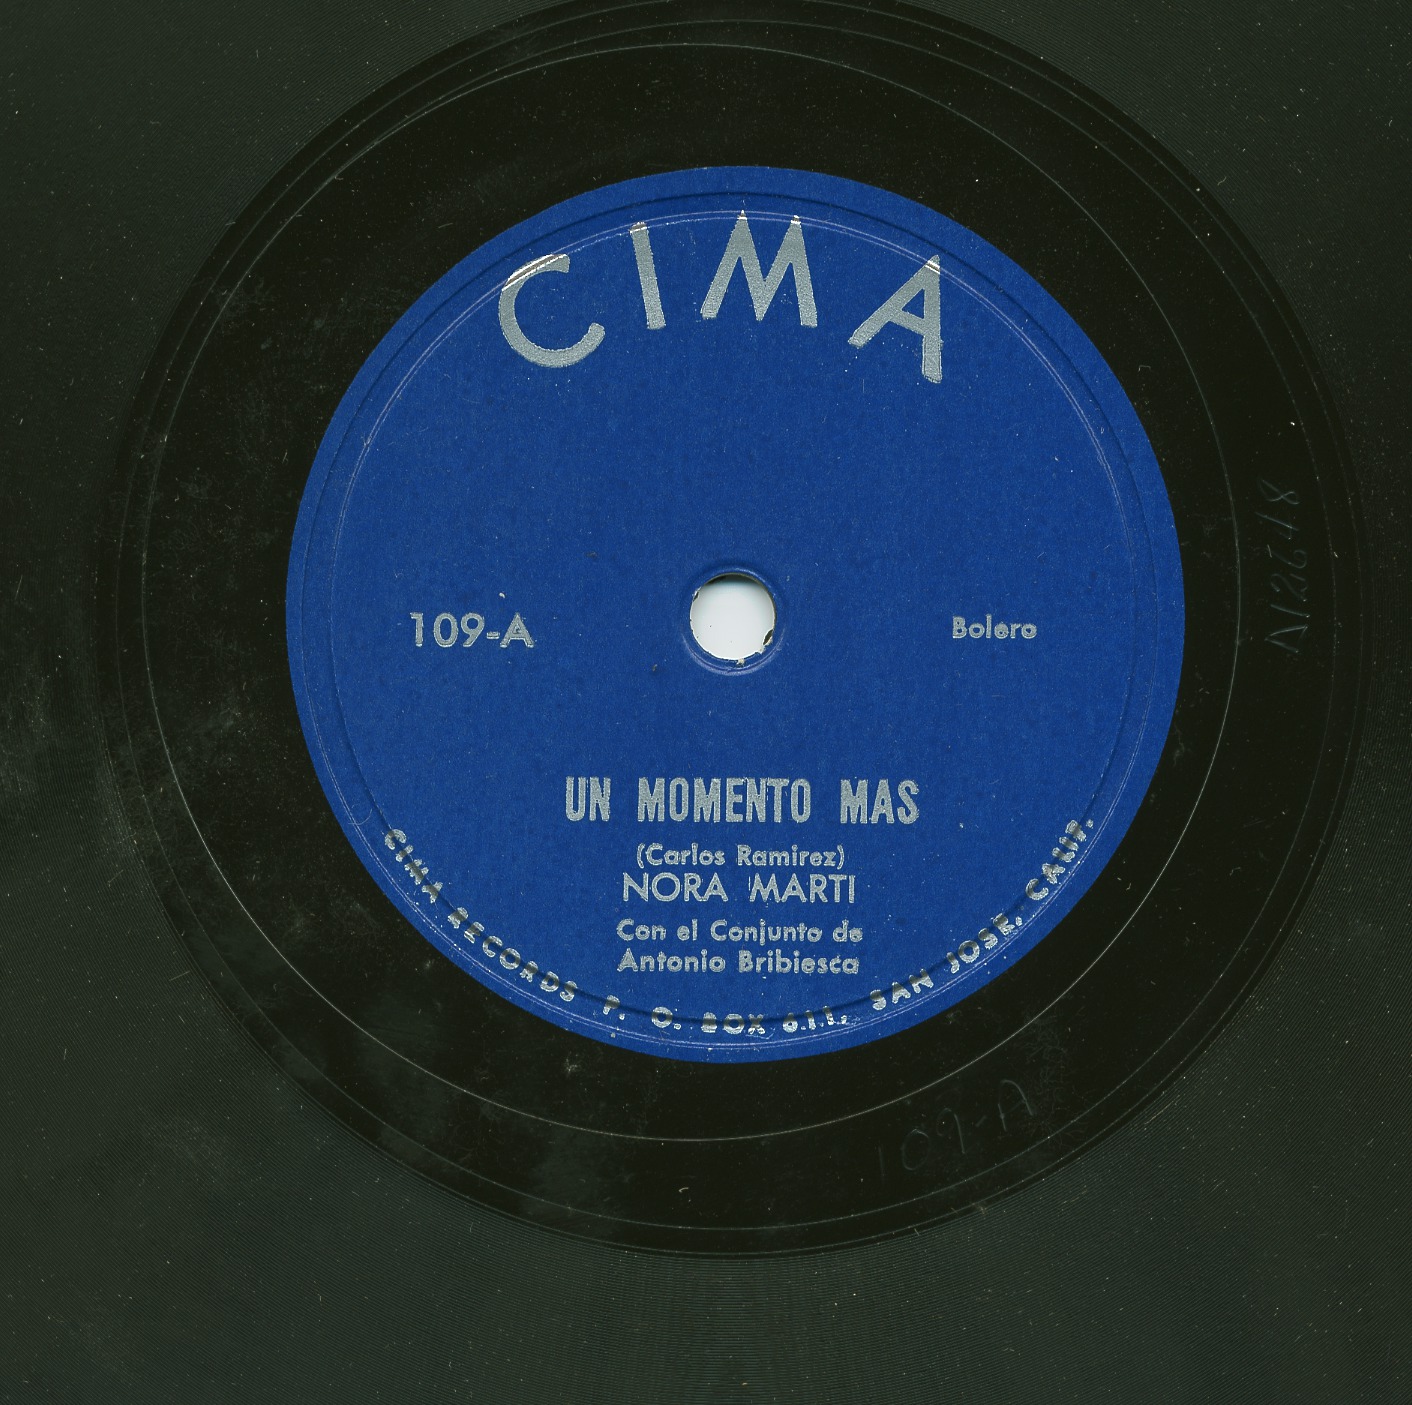 CIMA
109-A
Bolero
UN MOMENTO MAS
(Carlos Ramirez)
NORA MARTI
Con el Conjunto de
Antonio Bribiesca
CIMA RECORDS P. O. BOX 611, SAN JOSE, CALIF.
109-A